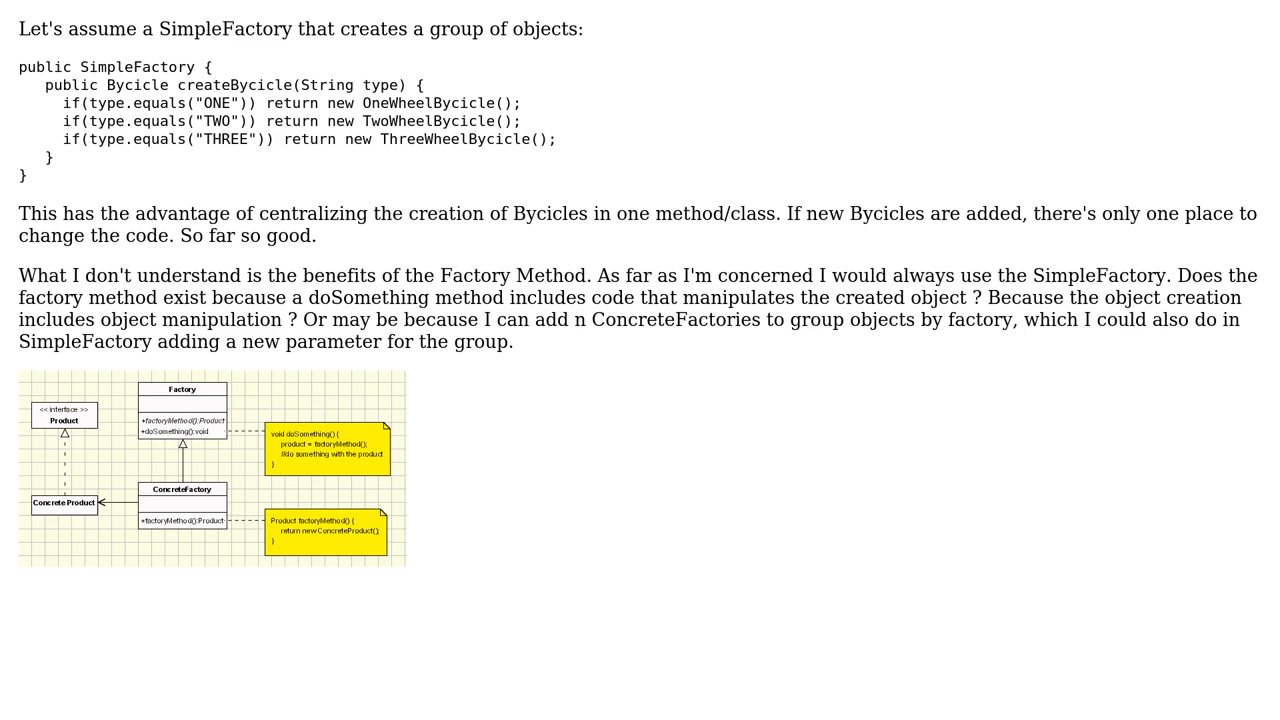 Let's assume a SimpleFactory that creates a group of objects:
public SimpleFactory {
public Bycicle createBycicle(String type) {
if(type.equals("ONE")) return new OneWheelBycicle();
if(type.equals("TWO")) return new TwoWheelBycicle();
if(type.equals("THREE")) return new ThreeWheelBycicle();
}
}
This has the advantage of centralizing the creation of Bycicles in one method/class. If new Bycicles are added, there's only one place to
change the code. So far so good.
What I don't understand is the benefits of the Factory Method. As far as I'm concerned I would always use the SimpleFactory. Does the
factory method exist because a doSomething method includes code that manipulates the created object ? Because the object creation
includes object manipulation ? Or may be because I can add n ConcreteFactories to group objects by factory, which I could also do in
SimpleFactory adding a new parameter for the group.
Factory
+factoryMethod():Product
+doSomething():void
<< interface >>
Product
void doSomething() {
product = factoryMethod();
//do something with the product
}
ConcreteFactory
+factoryMethod():Product
Concrete Product
Product factoryMethod() {
return new ConcreteProduct();
}